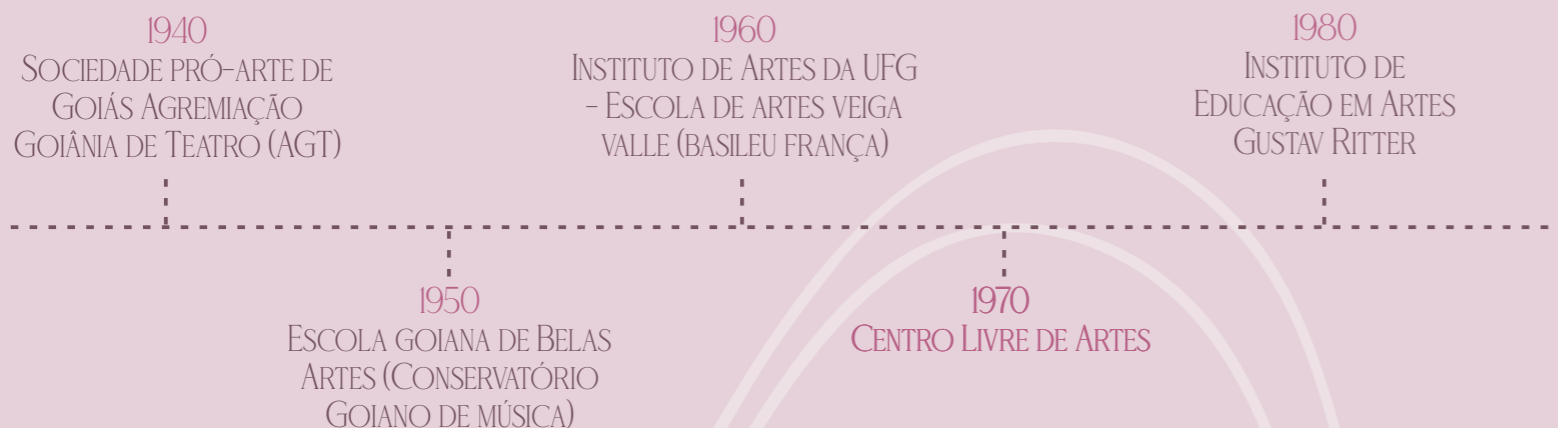 1940
Sociedade pró-arte de
Goiás Agremiação
Goiânia de Teatro (AGT)
1950
Escola goiana de Belas
Artes (Conservatório
Goiano de música)
1960
Instituto de Artes da UFG
– Escola de artes veiga
valle (basileu frança)
1970
Centro Livre de Artes
1980
Instituto de
Educação em Artes
Gustav Ritter